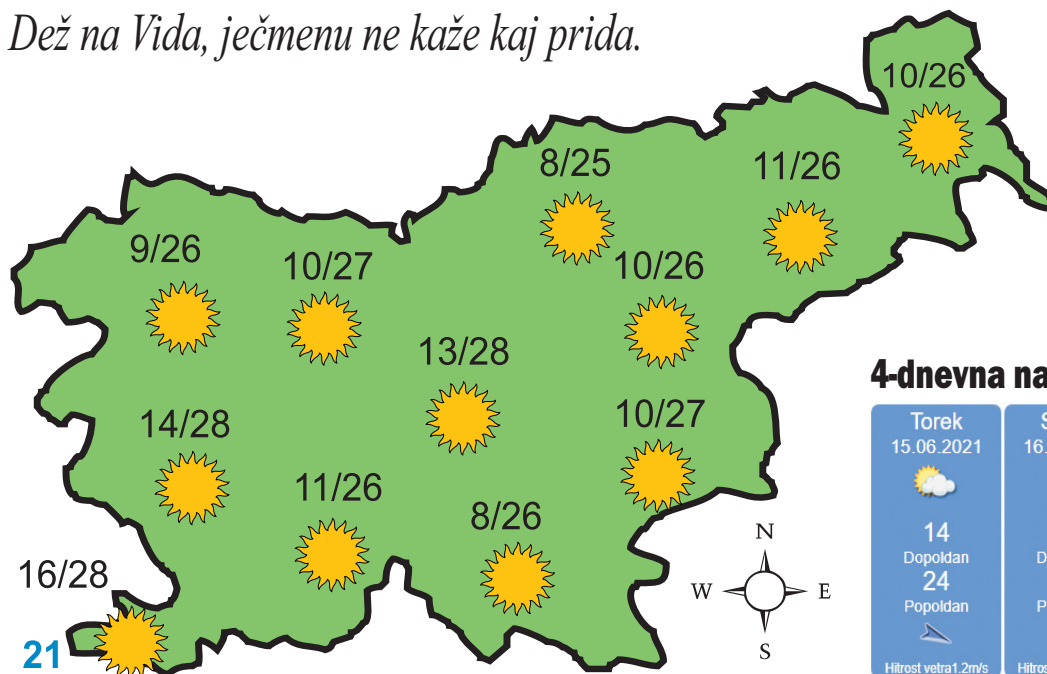 Dež na Vida, ječmenu ne kaže kaj prida.
10/26
8/25
11/26
9/26
10/27
10/26
13/28
14/28
10/27
11/26
8/26
16/28
21
N
W E
S
4-dnevna
Torek
15.06.2021
14
Dopoldan
24
Popoldan
Hitrost vetra1.2m/s
16.